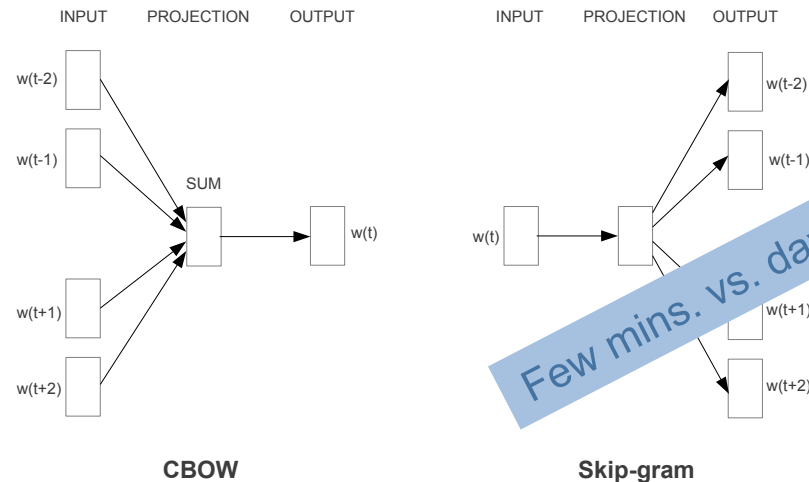 INPUT PROJECTION OUTPUT
w(t-2)
w(t-1)
SUM
w(t)
w(t+1)
w(t+2)
CBOW
INPUT PROJECTION OUTPUT
w(t-2)
w(t-1)
w(t)
w(t+1)
w(t+2)
Few mins. vs.
Skip-gram